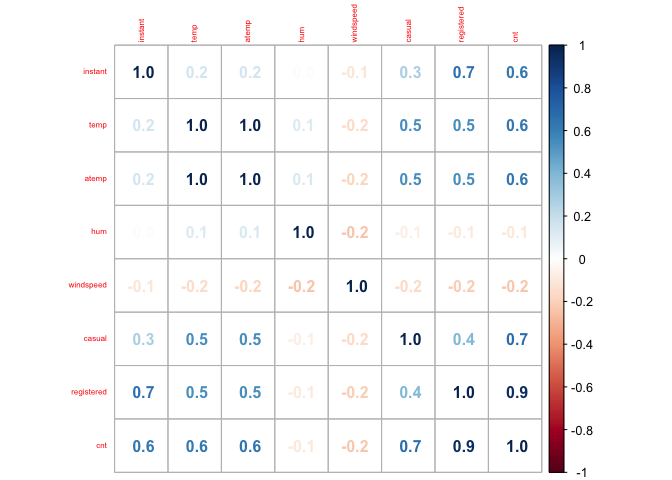 instant temp atemp hum windspeed casual registered cnt
instant 1.0 0.2 0.2 0.0 -0.1 0.3 0.7 0.6
temp 0.2 1.0 1.0 0.1 -0.2 0.5 0.5 0.6
atemp 0.2 1.0 1.0 0.1 -0.2 0.5 0.5 0.6
hum 0.0 0.1 0.1 1.0 -0.2 -0.1 -0.1 -0.1
windspeed -0.1 -0.2 -0.2 -0.2 1.0 -0.2 -0.2 -0.2
casual 0.3 0.5 0.5 -0.1 -0.2 1.0 0.4 0.7
registered 0.7 0.5 0.5 -0.1 -0.2 0.4 1.0 0.9
cnt 0.6 0.6 0.6 -0.1 -0.2 0.7 0.9 1.0
1
0.8
0.6
0.4
0.2
0
-0.2
-0.4
-0.6
-0.8
-1